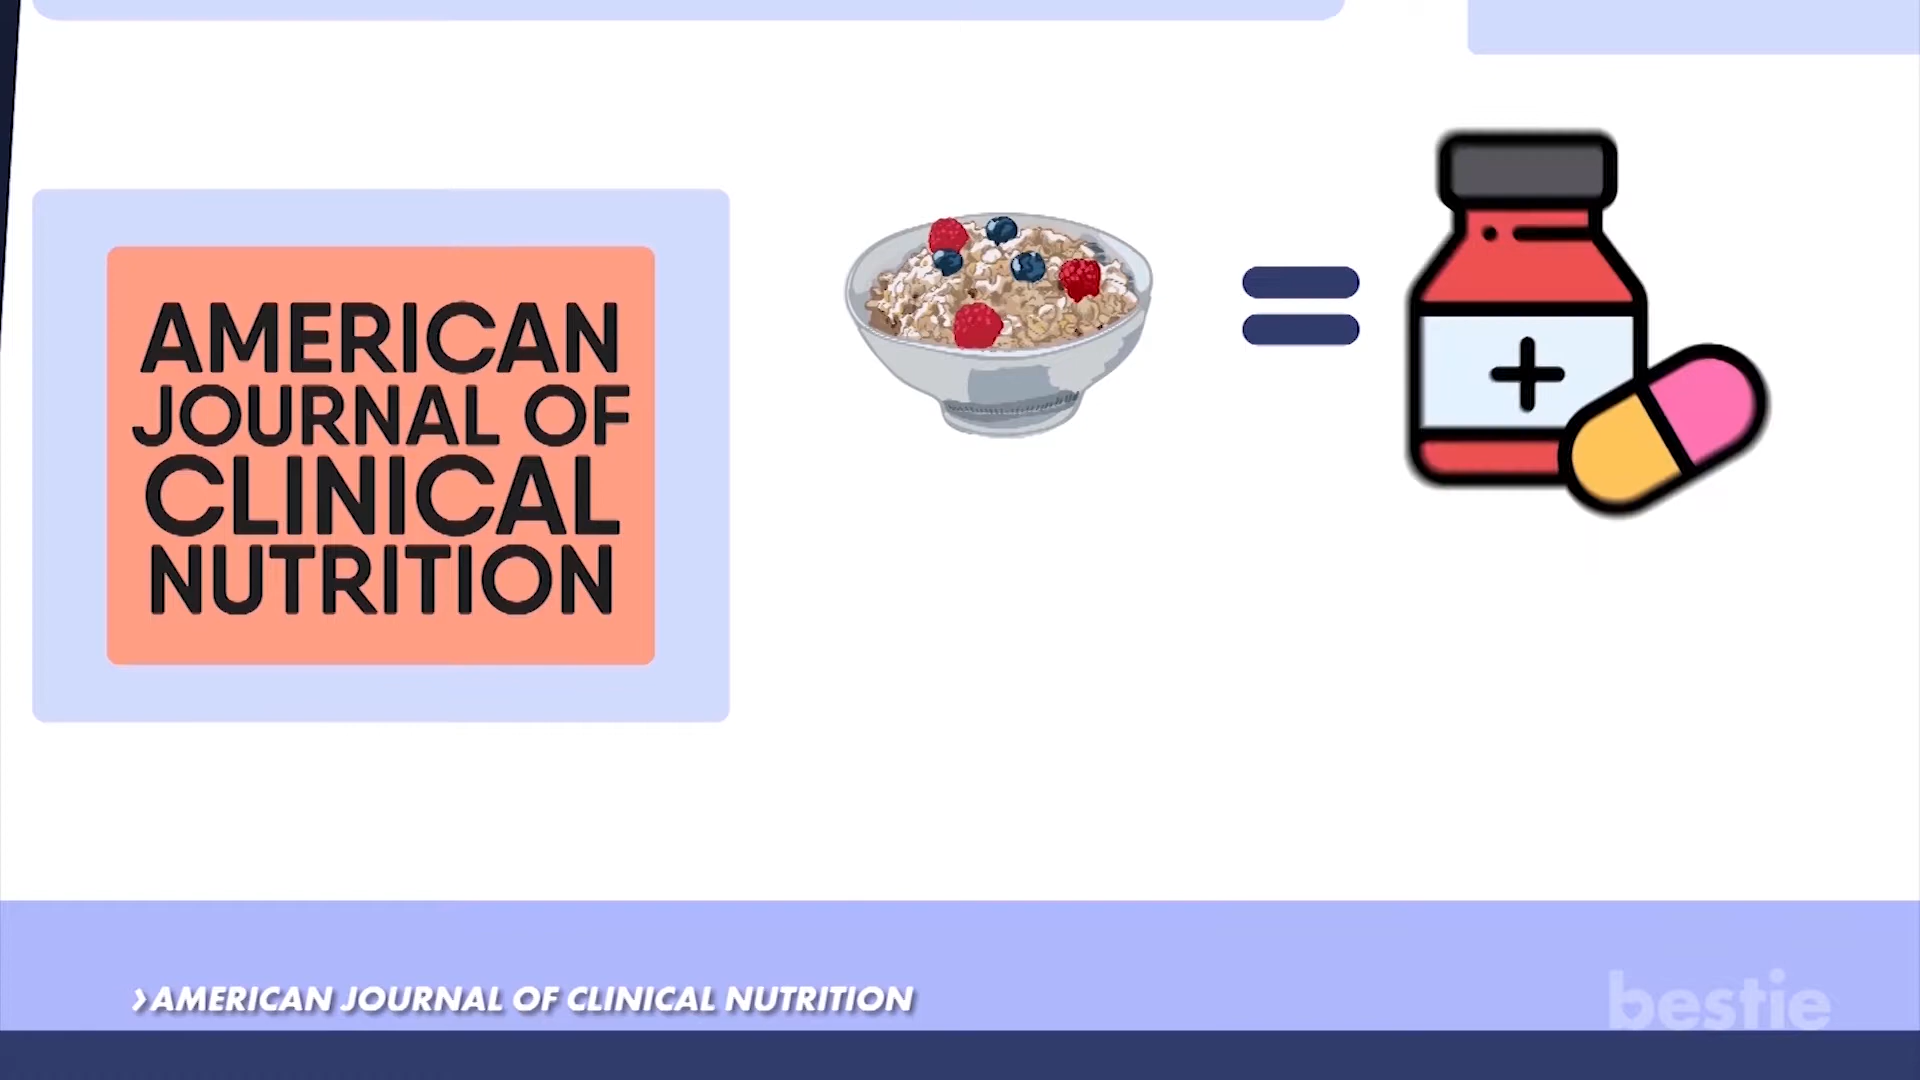 AMERICAN
JOURNAL OF
CLINICAL
NUTRITION
›AMERICAN JOURNAL OF CLINICAL NUTRITION
bestie